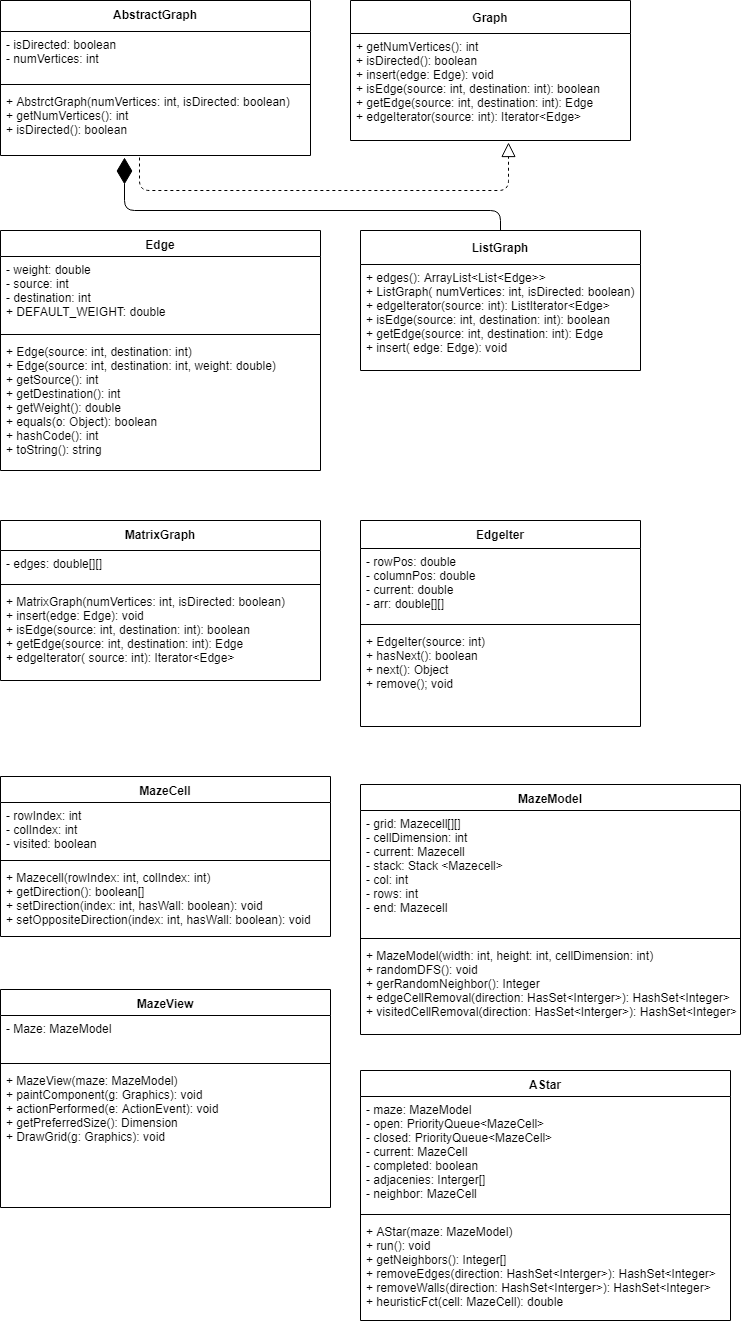 AbstractGraph
- isDirected: boolean
- numVertices: int
+ AbstrctGraph(numVertices: int, isDirected: boolean)
+ getNumVertices(): int
+ isDirected(): boolean
Graph
+ getNumVertices(): int
+ isDirected(): boolean
+ insert(edge: Edge): void
+ isEdge(source: int, destination: int): boolean
+ getEdge(source: int, destination: int): Edge
+ edgeIterator(source: int): Iterator<Edge>
Edge
- weight: double
- source: int
- destination: int
+ DEFAULT_WEIGHT: double
+ Edge(source: int, destination: int)
+ Edge(source: int, destination: int, weight: double)
+ getSource(): int
+ getDestination(): int
+ getWeight(): double
+ equals(o: Object): boolean
+ hashCode(): int
+ toString(): string
ListGraph
+ edges(): ArrayList<List<Edge>>
+ ListGraph( numVertices: int, isDirected: boolean)
+ edgeIterator(source: int): ListIterator<Edge>
+ isEdge(source: int, destination: int): boolean
+ getEdge(source: int, destination: int): Edge
+ insert( edge: Edge): void
MatrixGraph
- edges: double[][]
+ MatrixGraph(numVertices: int, isDirected: boolean)
+ insert(edge: Edge): void
+ isEdge(source: int, destination: int): boolean
+ getEdge(source: int, destination: int): Edge
+ edgeIterator( source: int): Iterator<Edge>
EdgeIter
- rowPos: double
- columnPos: double
- current: double
- arr: double[][]
+ EdgeIter(source: int)
+ hasNext(): boolean
+ next(): Object
+ remove(); void
MazeCell
- rowIndex: int
- colIndex: int
- visited: boolean
+ Mazecell(rowIndex: int, colIndex: int)
+ getDirection(): boolean[]
+ setDirection(index: int, hasWall: boolean): void
+ setOppositeDirection(index: int, hasWall: boolean): void
MazeModel
- grid: Mazecell[][]
- cellDimension: int
- current: Mazecell
- stack: Stack <Mazecell>
- col: int
- rows: int
- end: Mazecell
+ MazeModel(width: int, height: int, cellDimension: int)
+ randomDFS(): void
+ gerRandomNeighbor(): Integer
+ edgeCellRemoval(direction: HasSet<Interger>): HashSet<Integer>
+ visitedCellRemoval(direction: HasSet<Interger>): HashSet<Integer>
MazeView
- Maze: MazeModel
+ MazeView(maze: MazeModel)
+ paintComponent(g: Graphics): void
+ actionPerformed(e: ActionEvent): void
+ getPreferredSize(): Dimension
+ DrawGrid(g: Graphics): void
AStar
- maze: MazeModel
- open: PriorityQueue<MazeCell>
- closed: PriorityQueue<MazeCell>
- current: MazeCell
- completed: boolean
- adjacenies: Interger[]
- neighbor: MazeCell
+ AStar(maze: MazeModel)
+ run(): void
+ getNeighbors(): Integer[]
+ removeEdges(direction: HashSet<Interger>): HashSet<Integer>
+ removeWalls(direction: HashSet<Interger>): HashSet<Integer>
+ heuristicFct(cell: MazeCell): double